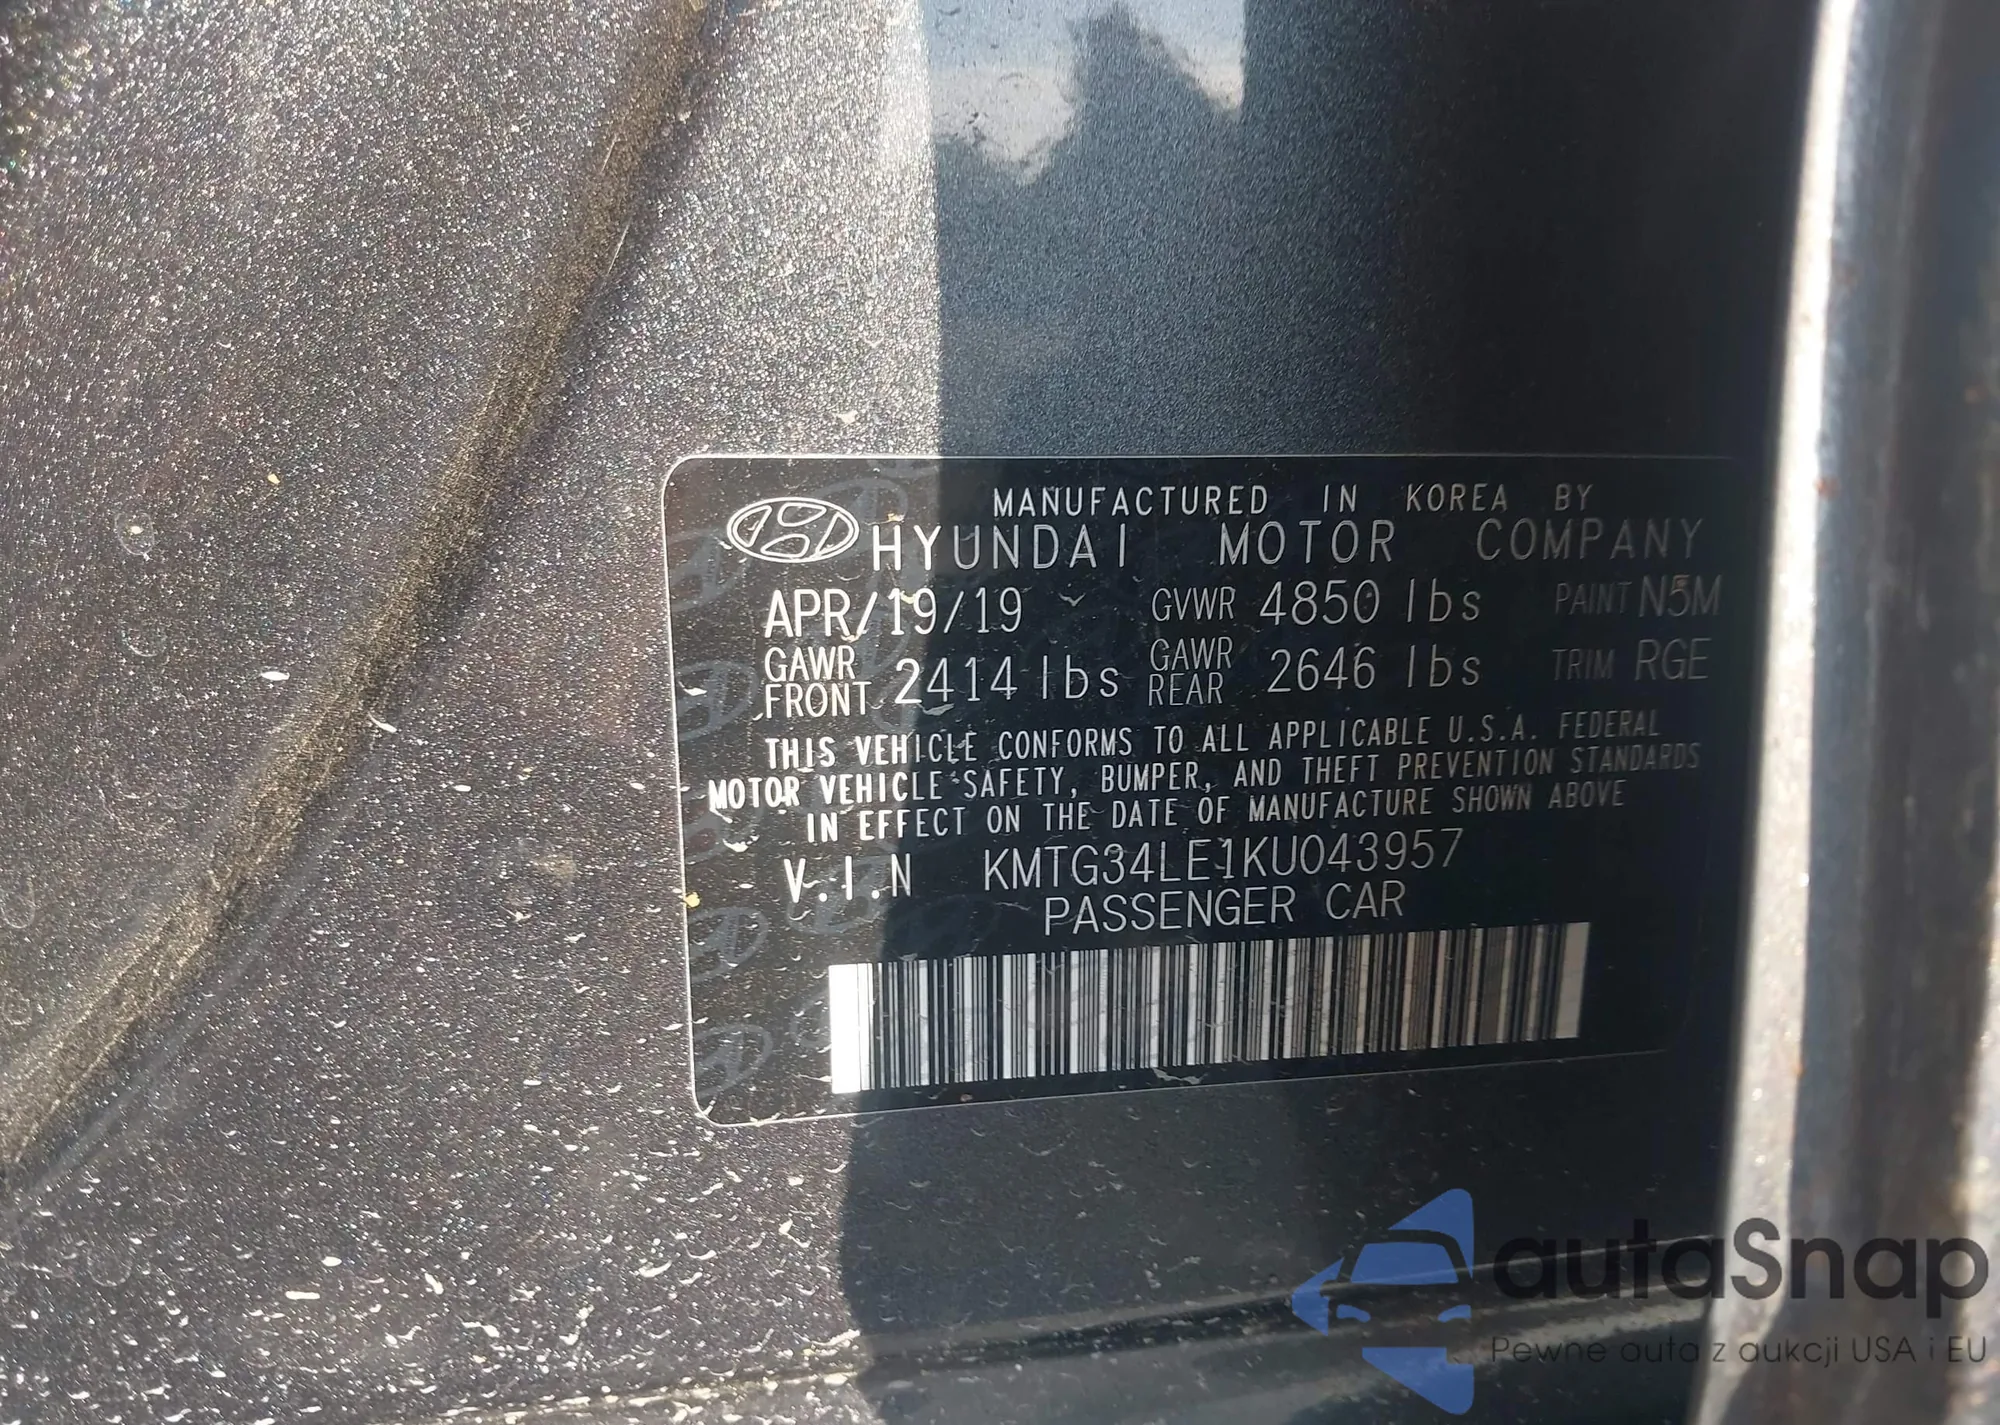 MANUFACTURED IN KOREA BY
HYUNDAI MOTOR COMPANY
APR/19/19 GVWR 4850 lbs PAINT N5M
GAWR FRONT 2414 lbs GAWR REAR 2646 lbs TRIM RGE
THIS VEHICLE CONFORMS TO ALL APPLICABLE U.S.A. FEDERAL
MOTOR VEHICLE SAFETY, BUMPER, AND THEFT PREVENTION STANDARDS
IN EFFECT ON THE DATE OF MANUFACTURE SHOWN ABOVE
V.I.N KMTG34LE1KU043957
PASSENGER CAR
autaSnap
Pewne auta z aukcji USA i EU